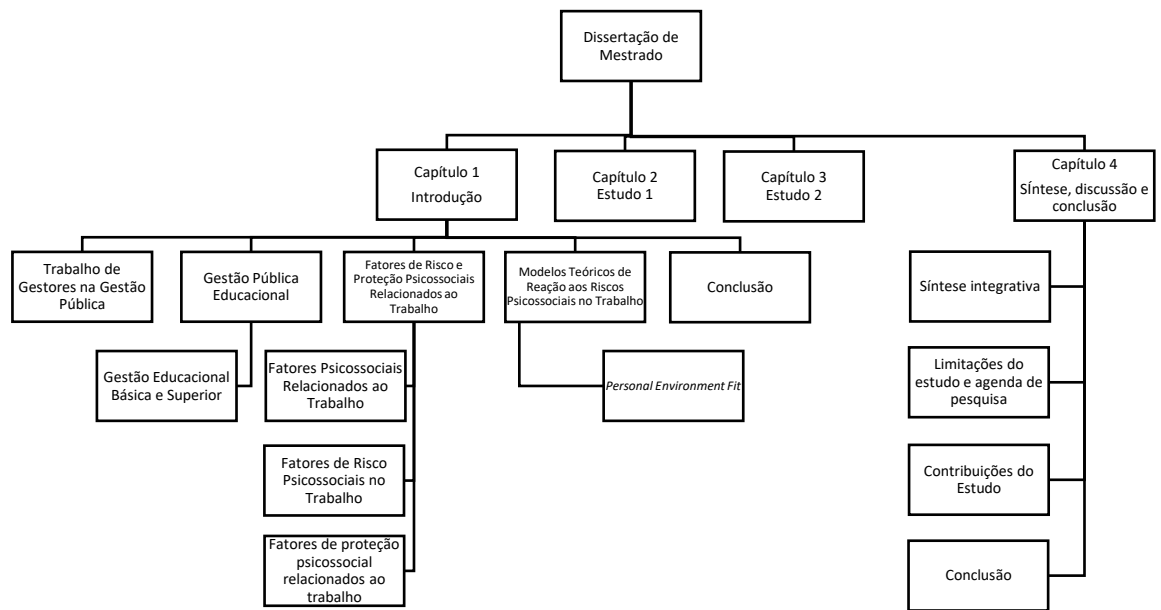 Dissertação de
Mestrado
Capítulo 1
Introdução
Capítulo 2
Estudo 1
Capítulo 3
Estudo 2
Capítulo 4
SÍntese, discussão e
conclusão
Trabalho de
Gestores na Gestão
Pública
Gestão Pública
Educacional
Fatores de Risco e
Proteção Psicossociais
Relacionados ao
Trabalho
Modelos Teóricos de
Reação aos Riscos
Psicossociais no Trabalho
Conclusão
Gestão Educacional
Básica e Superior
Fatores Psicossociais
Relacionados ao
Trabalho
Fatores de Risco
Psicossociais no
Trabalho
Fatores de proteção
psicossocial
relacionados ao
trabalho
Personal Environment Fit
Síntese integrativa
Limitações do
estudo e agenda de
pesquisa
Contribuições do
Estudo
Conclusão